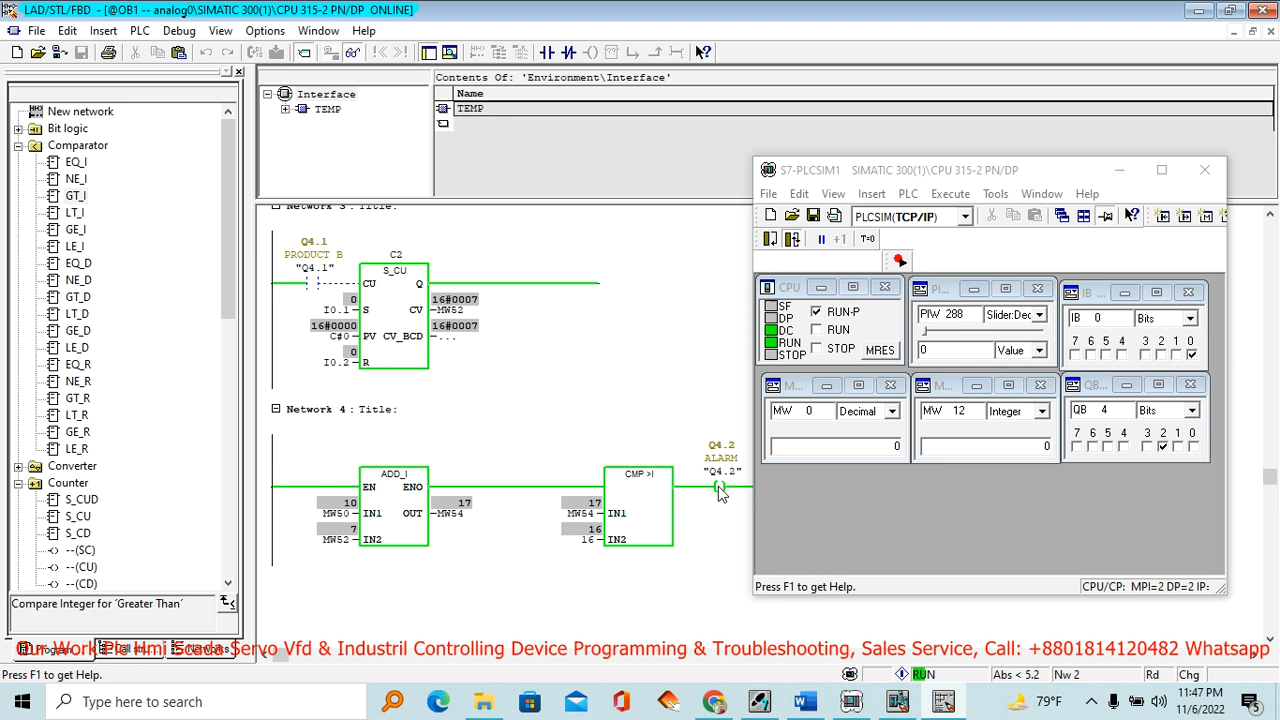 LAD/STL/FBD - [@OB1 -- analog0\SIMATIC 300(1)\CPU 315-2 PN/DP ONLINE]
File Edit Insert PLC Debug View Options Window Help
Contents Of: 'Environment\Interface'
Interface
TEMP
Name
TEMP
New network
Bit logic
Comparator
EQ_I
NE_I
GT_I
LT_I
GE_I
LE_I
EQ_D
NE_D
GT_D
LT_D
GE_D
LE_D
EQ_R
NE_R
GT_R
LT_R
GE_R
LE_R
Converter
Counter
S_CUD
S_CU
S_CD
--(SC)
--(CU)
--(CD)
Compare Integer for 'Greater Than'
Network 3 : Title:
Q4.1
PRODUCT B
"Q4.1"
C2
S_CU
CU Q
0
I0.1 S
16#0007
CV MW52
16#0000
C#0 PV
16#0007
CV_BCD ...
0
I0.2 R
Network 4 : Title:
ADD_I
EN ENO
10
MW50 IN1
17
OUT MW54
7
MW52 IN2
CMP >I
17
MW54 IN1
16
16 IN2
Q4.2
ALARM
"Q4.2"
S7-PLCSIM1 SIMATIC 300(1)\CPU 315-2 PN/DP
File Edit View Insert PLC Execute Tools Window Help
PLCSIM(TCP/IP)
+1 T=0
CPU
SF
DP
DC
RUN
STOP
RUN-P
RUN
STOP
MRES
PI...
PIW 288 Slider:Dec
0 Value
IB 0
IB 0 Bits
7 6 5 4 3 2 1 0
M...
MW 0 Decimal
0
M...
MW 12 Integer
0
QB...
QB 4 Bits
7 6 5 4 3 2 1 0
Press F1 to get Help. CPU/CP: MPI=2 DP=2 IP:
Our Work Plc Hmi Ecada Servo Vfd & Industril Controlling Device Programming & Troubleshooting, Sales Service, Call: +8801814120482 Whatsapp
Press F1 to get Help. RUN Abs < 5.2 Nw 2 Rd Chg
Type here to search
79°F
11:47 PM
11/6/2022
5